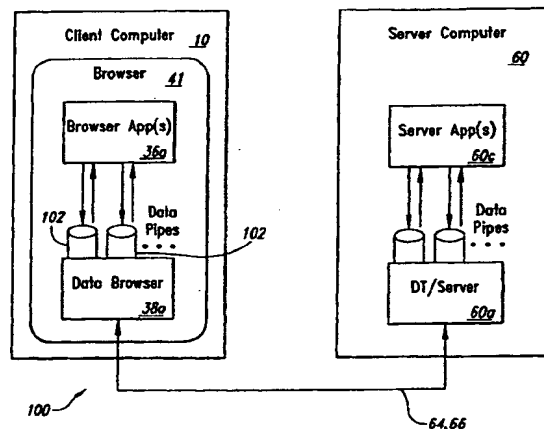 Client Computer 10
Browser 41
Browser App(s)
36a
102
Data
Pipes
102
Data Browser
38a
Server Computer
60
Server App(s)
60c
Data
Pipes
DT/Server
60a
100
64,66